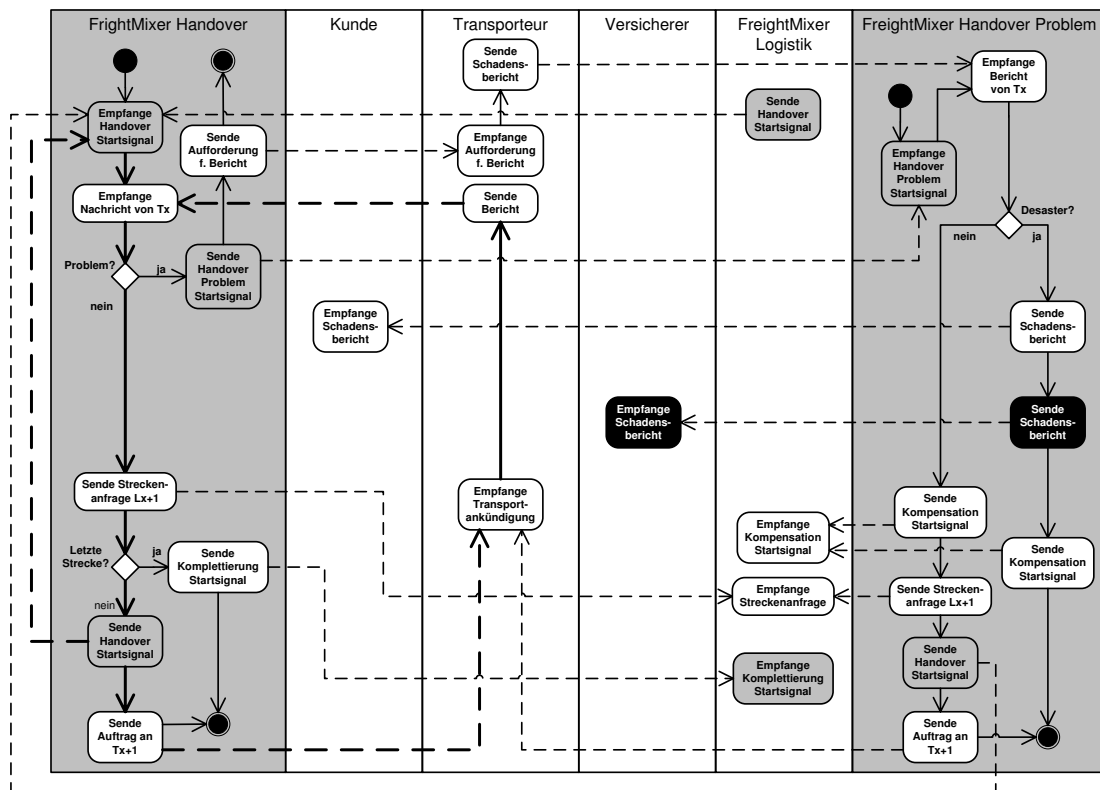 FrightMixer Handover
Kunde
Transporteur
Versicherer
FreightMixer
Logistik
FreightMixer Handover Problem
Sende
Schadens-
bericht
Empfange
Bericht
von Tx
Empfange
Handover
Startsignal
Sende
Aufforderung
f. Bericht
Empfange
Aufforderung
f. Bericht
Sende
Handover
Startsignal
Empfange
Handover
Problem
Startsignal
Empfange
Nachricht von Tx
Sende
Bericht
Desaster?
nein
ja
Problem?
ja
nein
Sende
Handover
Problem
Startsignal
Empfange
Schadens-
bericht
Sende
Schadens-
bericht
Empfange
Schadens-
bericht
Sende
Schadens-
bericht
Sende Strecken-
anfrage Lx+1
Empfange
Transport-
ankündigung
Sende
Kompensation
Startsignal
Empfange
Kompensation
Startsignal
Sende
Kompensation
Startsignal
Letzte
Strecke?
ja
nein
Sende
Komplettierung
Startsignal
Empfange
Streckenanfrage
Sende Strecken-
anfrage Lx+1
Sende
Handover
Startsignal
Empfange
Komplettierung
Startsignal
Sende
Handover
Startsignal
Sende
Auftrag an
Tx+1
Sende
Auftrag an
Tx+1